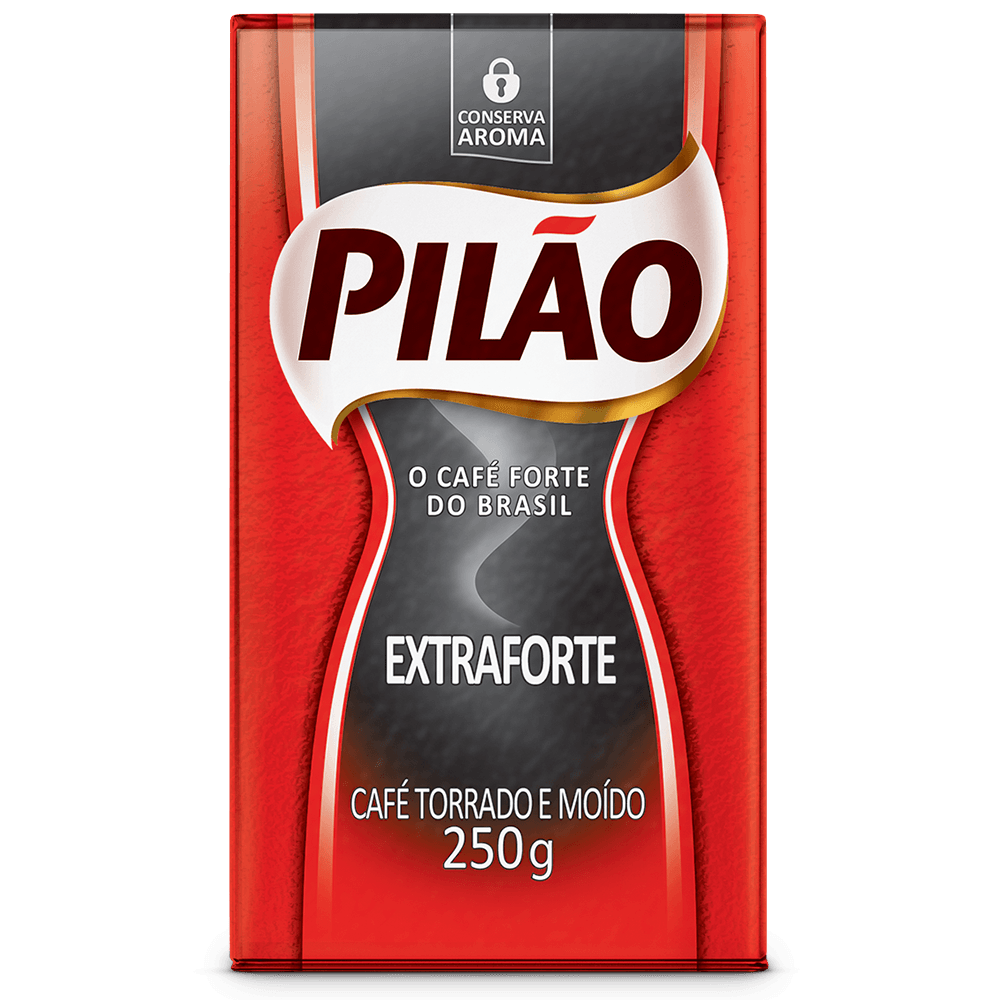 CONSERVA
AROMA
PILÃO
O CAFÉ FORTE
DO BRASIL
EXTRAFORTE
CAFÉ TORRADO E MOÍDO
250g